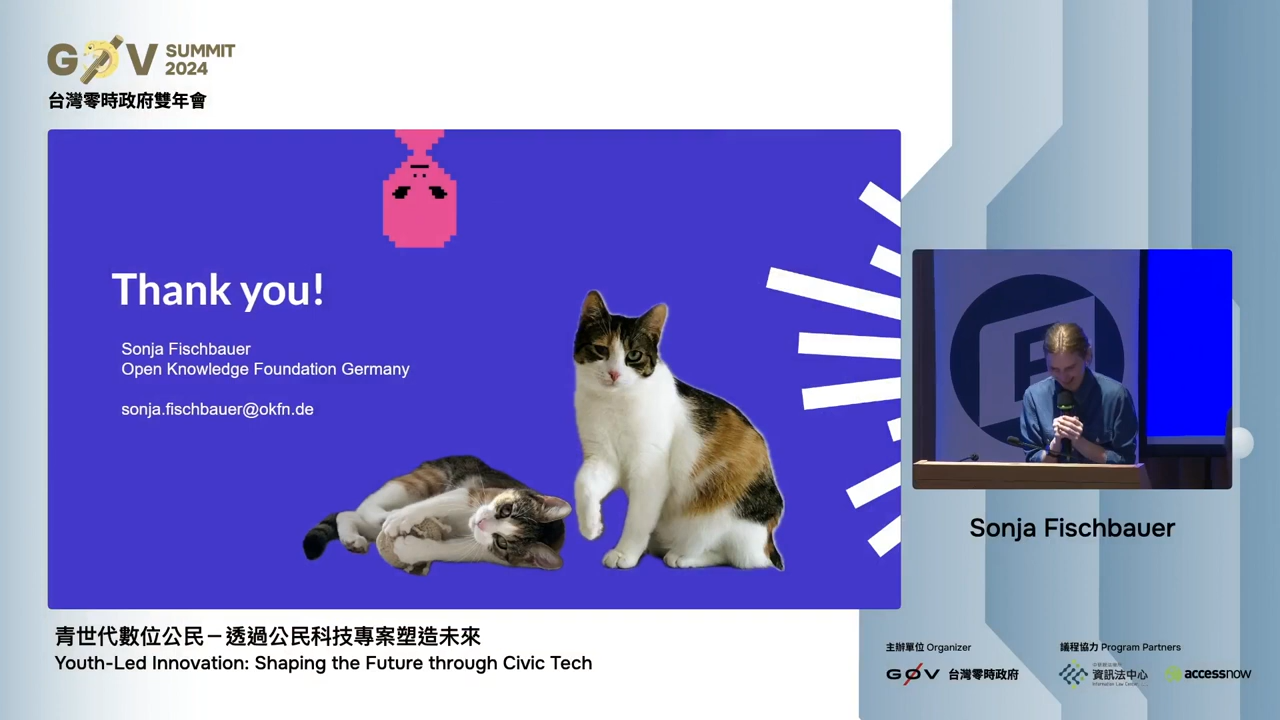 G0V SUMMIT 2024
台灣零時政府雙年會
Thank you!
Sonja Fischbauer
Open Knowledge Foundation Germany
sonja.fischbauer@okfn.de
Sonja Fischbauer
青世代數位公民－透過公民科技專案塑造未來
Youth-Led Innovation: Shaping the Future through Civic Tech
主辦單位 Organizer
G0V 台灣零時政府
議程協力 Program Partners
資訊法中心
Information Law Center
accessnow